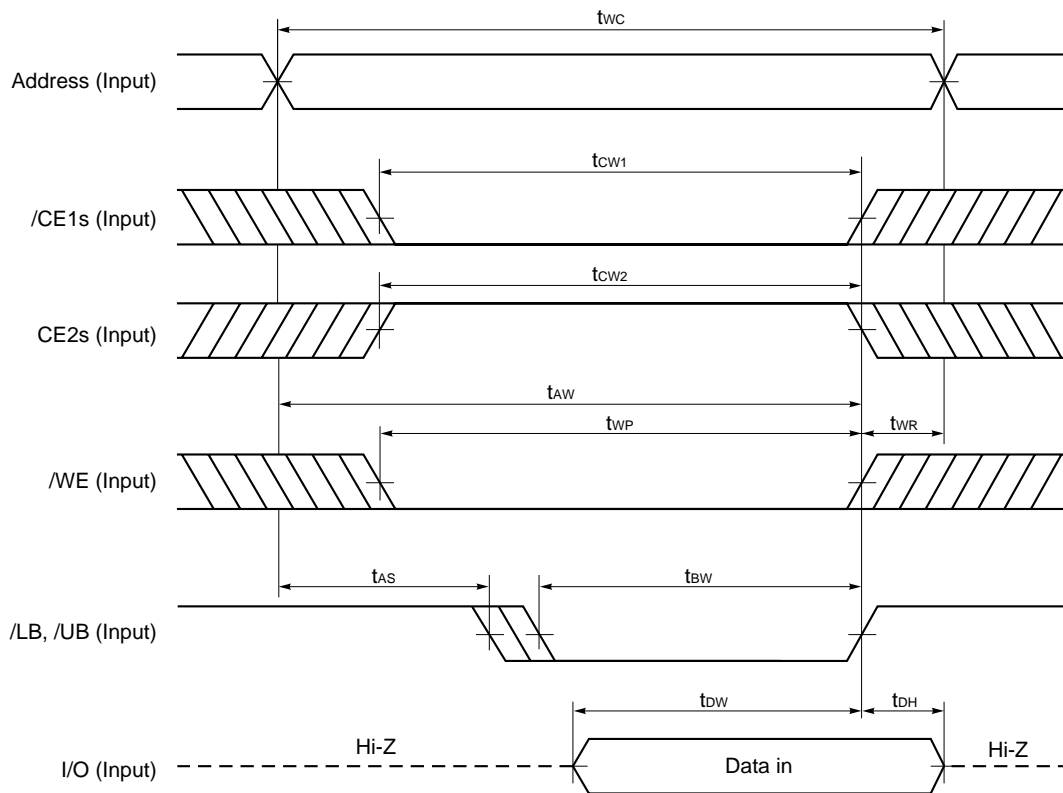 tWC
Address (Input)
tCW1
/CE1s (Input)
tCW2
CE2s (Input)
tAW
tWP
tWR
/WE (Input)
tAS
tBW
/LB, /UB (Input)
tDW
tDH
Hi-Z
Hi-Z
I/O (Input)
Data in